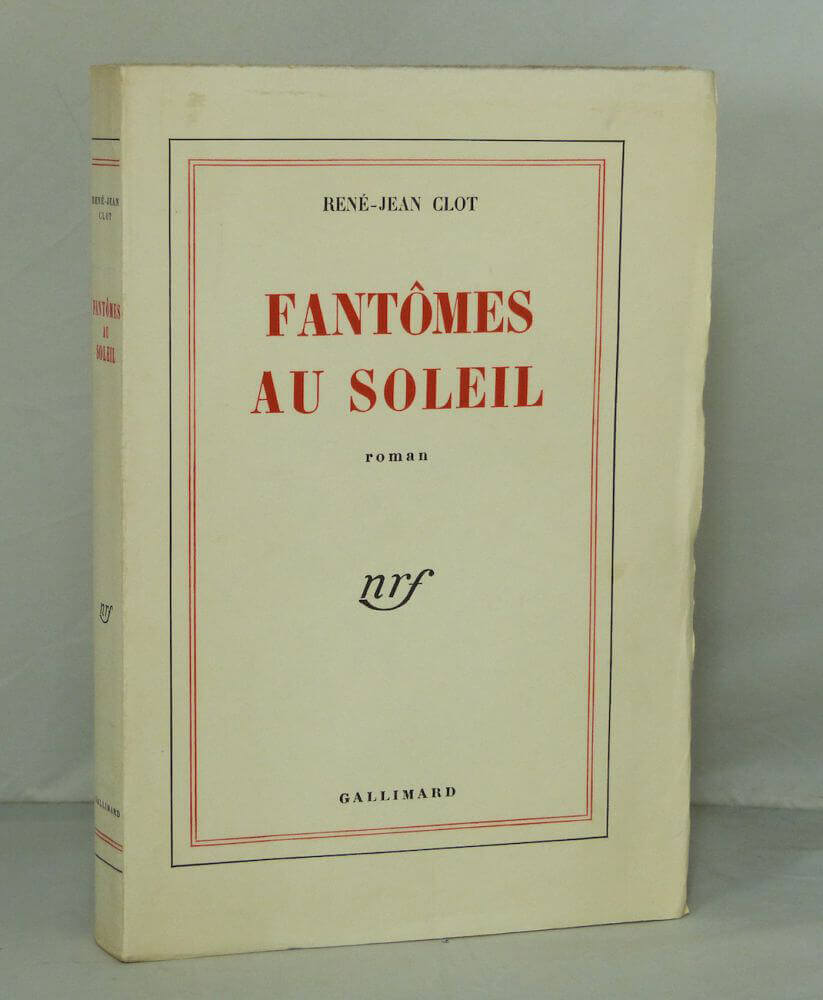 RENÉ-JEAN CLOT
FANTÔMES
AU SOLEIL
roman
nrf
GALLIMARD
RENÉ-JEAN
CLOT
FANTÔMES
AU
SOLEIL
nrf
GALLIMARD